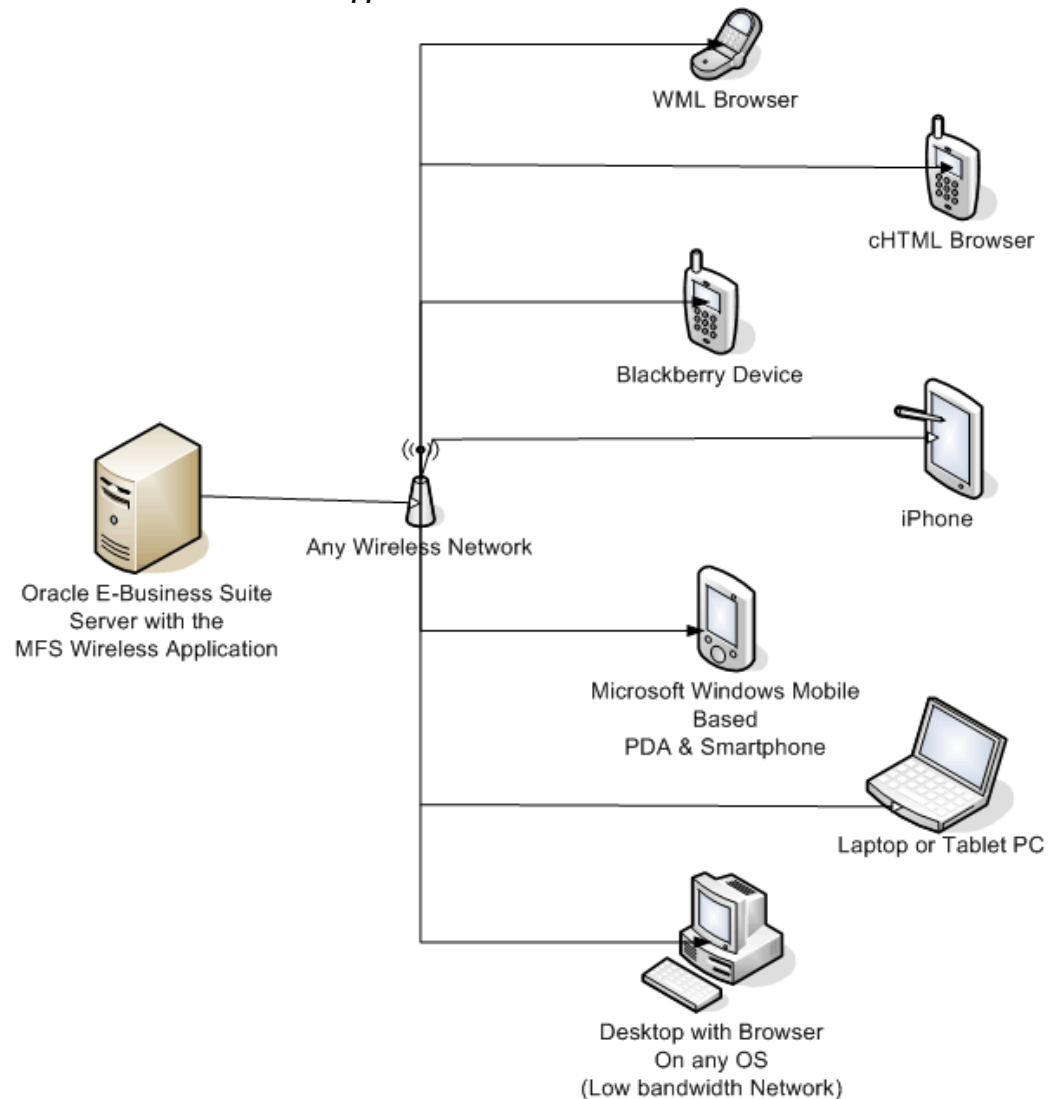 WML Browser
cHTML Browser
Blackberry Device
iPhone
Any Wireless Network
Oracle E-Business Suite
Server with the
MFS Wireless Application
Microsoft Windows Mobile
Based
PDA & Smartphone
Laptop or Tablet PC
Desktop with Browser
On any OS
(Low bandwidth Network)